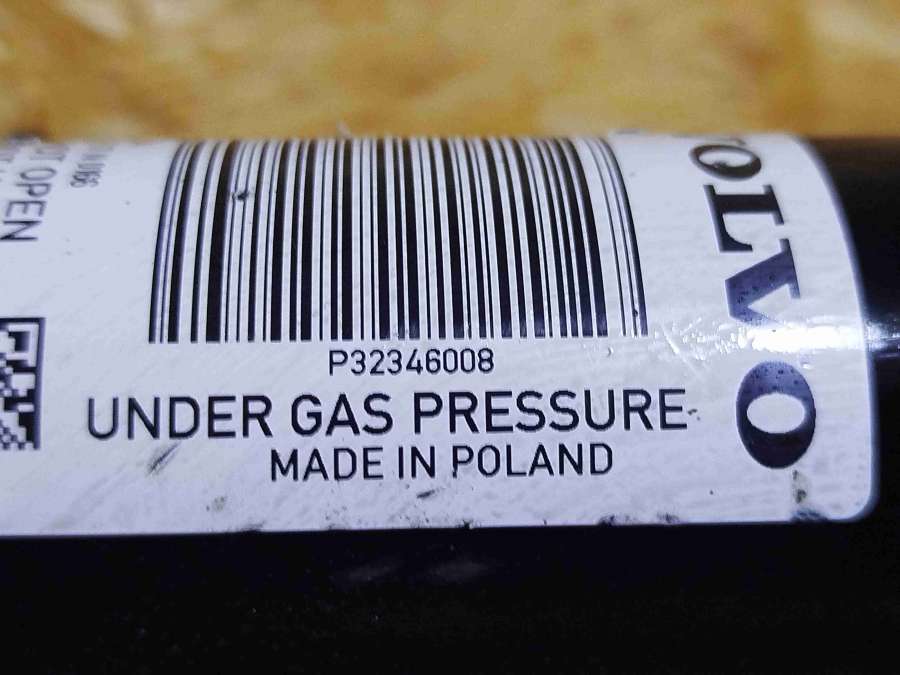 OPEN
P32346008
UNDER GAS PRESSURE
MADE IN POLAND
VOLVO